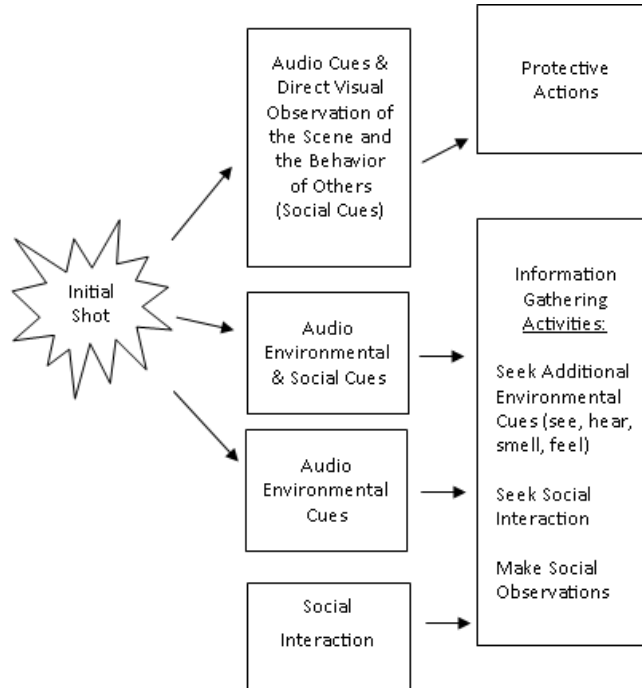 Initial
Shot
Audio Cues &
Direct Visual
Observation of
the Scene and
the Behavior
of Others
(Social Cues)
Protective
Actions
Audio
Environmental
& Social Cues
Audio
Environmental
Cues
Social
Interaction
Information
Gathering
Activities:
Seek Additional
Environmental
Cues (see, hear,
smell, feel)
Seek Social
Interaction
Make Social
Observations